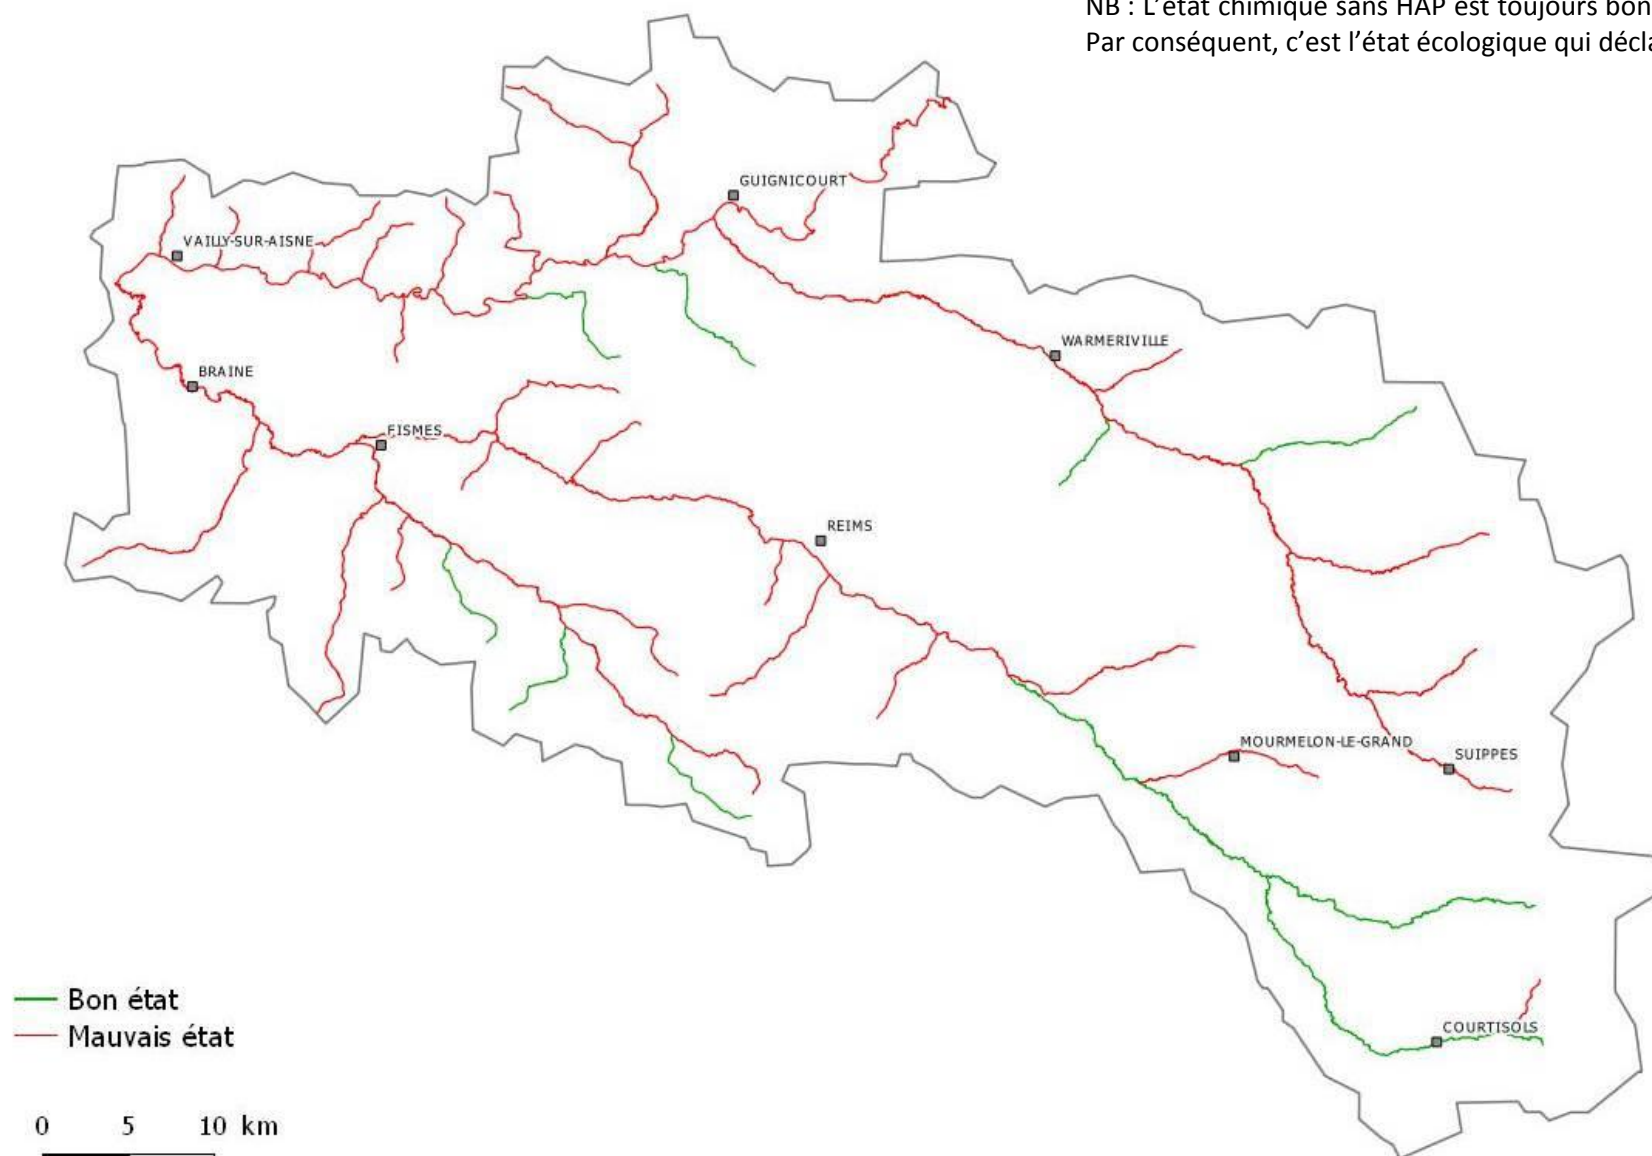 NB : L’état chimique sans HAP est toujours bon
Par conséquent, c’est l’état écologique qui
GUIGNICOURT
VAILLY-SUR-AISNE
WARMERIVILLE
BRAINE
FISMES
REIMS
MOURMELON-LE-GRAND
SUIPPES
Bon état
Mauvais état
COURTISOLS
0 5 10 km